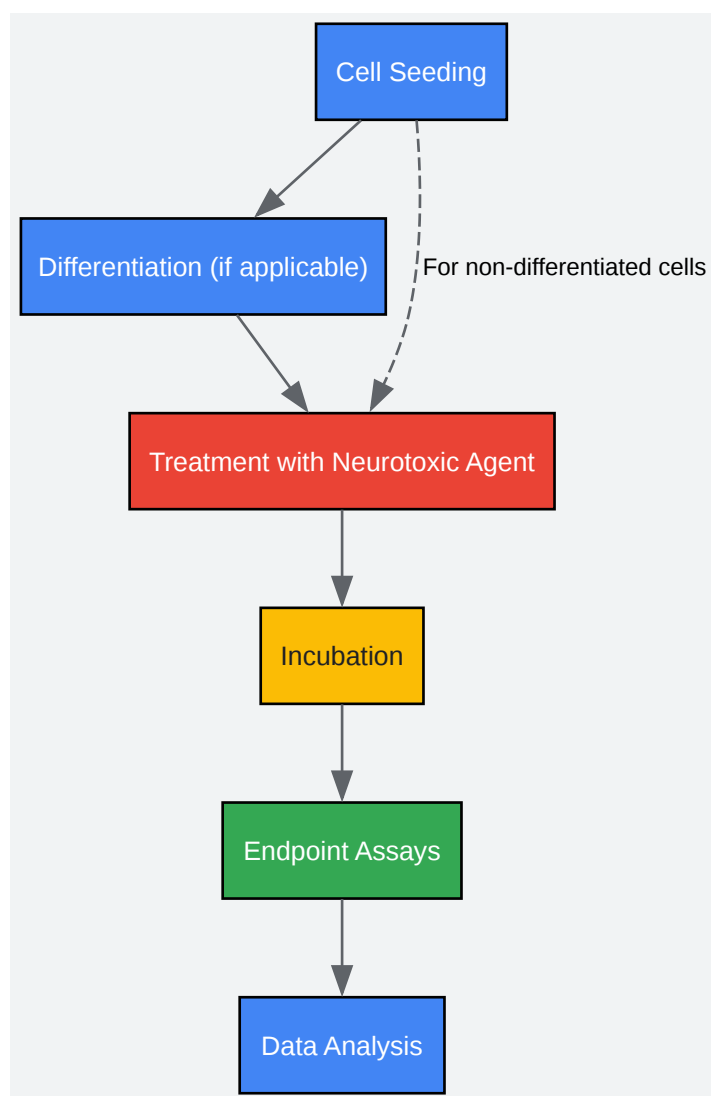 Cell Seeding
Differentiation (if applicable)
For non-differentiated cells
Treatment with Neurotoxic Agent
Incubation
Endpoint Assays
Data Analysis